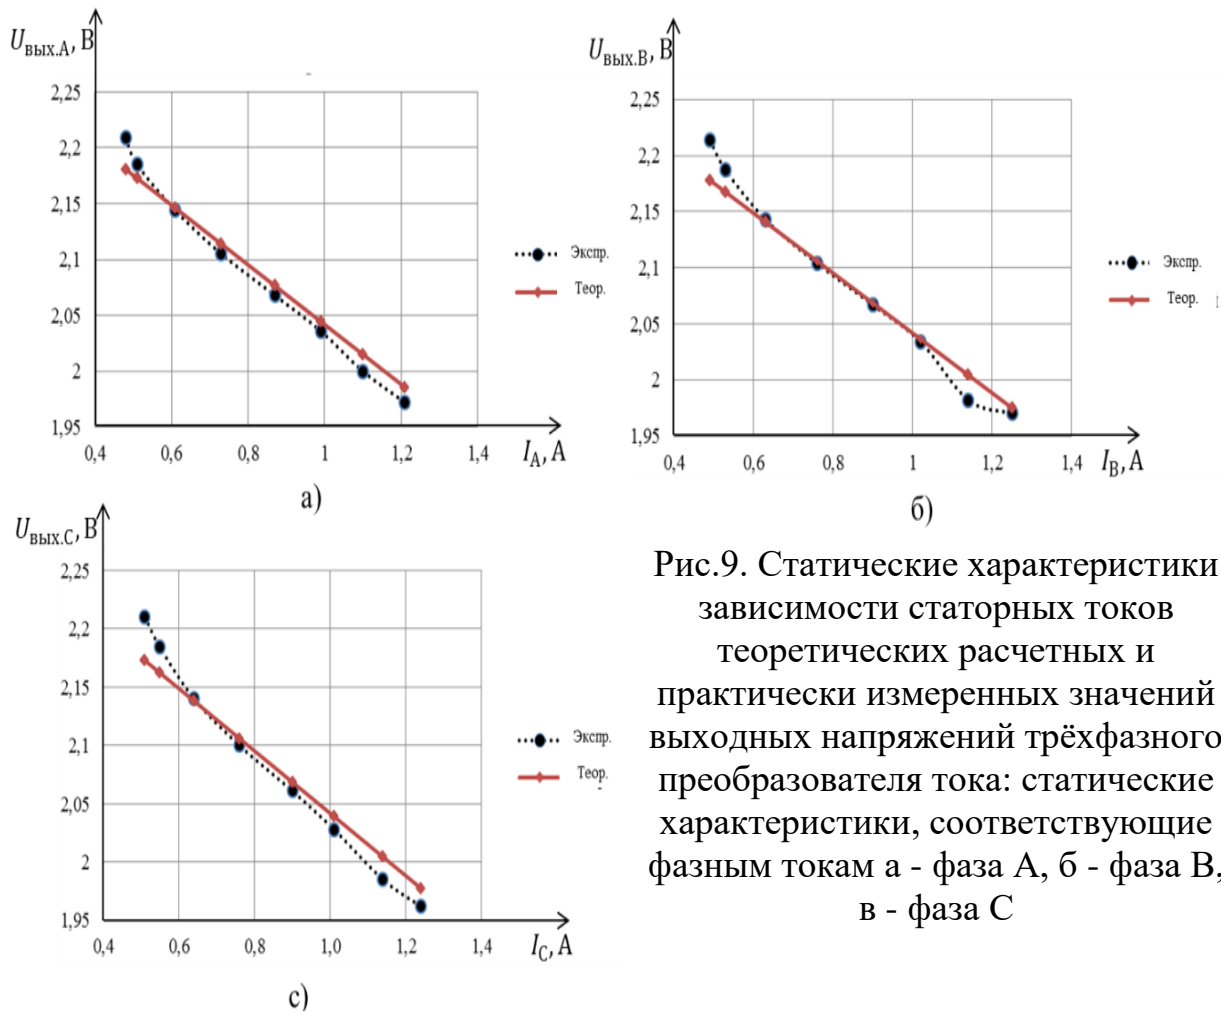 U вых.A, В
2,25
2,2
2,15
2,1
2,05
2
1,95
0,4 0,6 0,8 1 1,2 1,4 I A, А
Экспр.
Теор.
а)
U вых.B, В
2,25
2,2
2,15
2,1
2,05
2
1,95
0,4 0,6 0,8 1 1,2 1,4 I B, А
Экспр.
Теор.
б)
U вых.C, В
2,25
2,2
2,15
2,1
2,05
2
1,95
0,4 0,6 0,8 1,0 1,2 1,4 I C, А
Экспр.
Теор.
с)
Рис.9. Статические характеристики
зависимости статорных токов
теоретических расчетных и
практически измеренных значений
выходных напряжений трёхфазного
преобразователя тока: статические
характеристики, соответствующие
фазным токам а - фаза А, б - фаза В,
в - фаза С